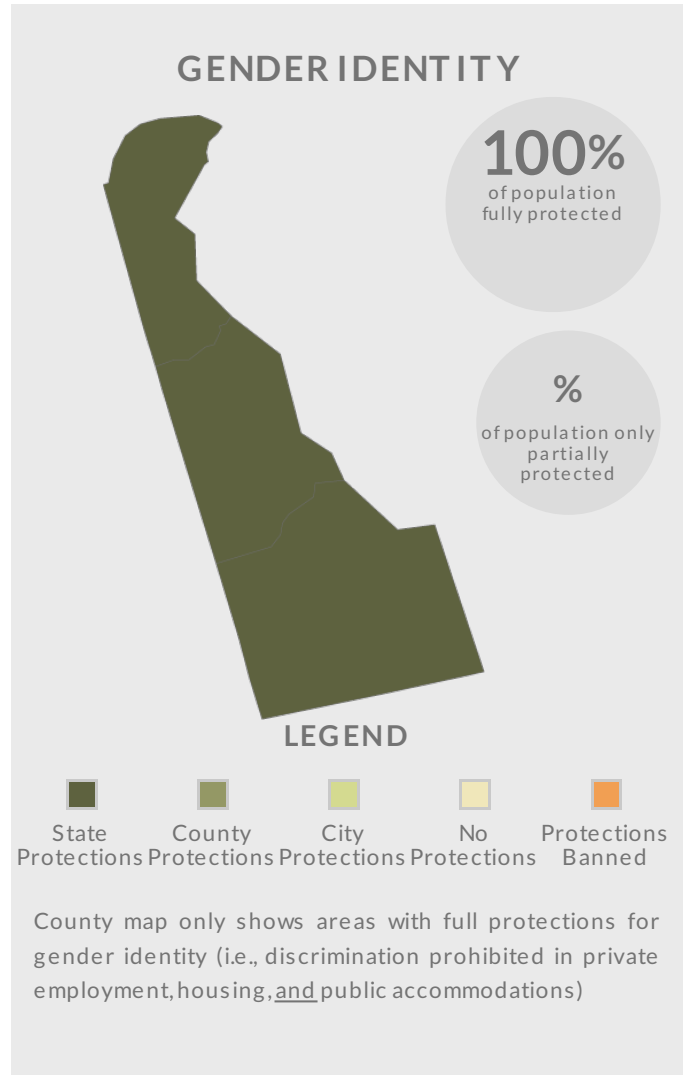 GENDER IDENTITY
100%
of population
fully protected
%
of population only
partially
protected
LEGEND
State
Protections
County
Protections
City
Protections
No
Protections
Protections
Banned
County map only shows areas with full protections for
gender identity (i.e., discrimination prohibited in private
employment, housing, and public accommodations)